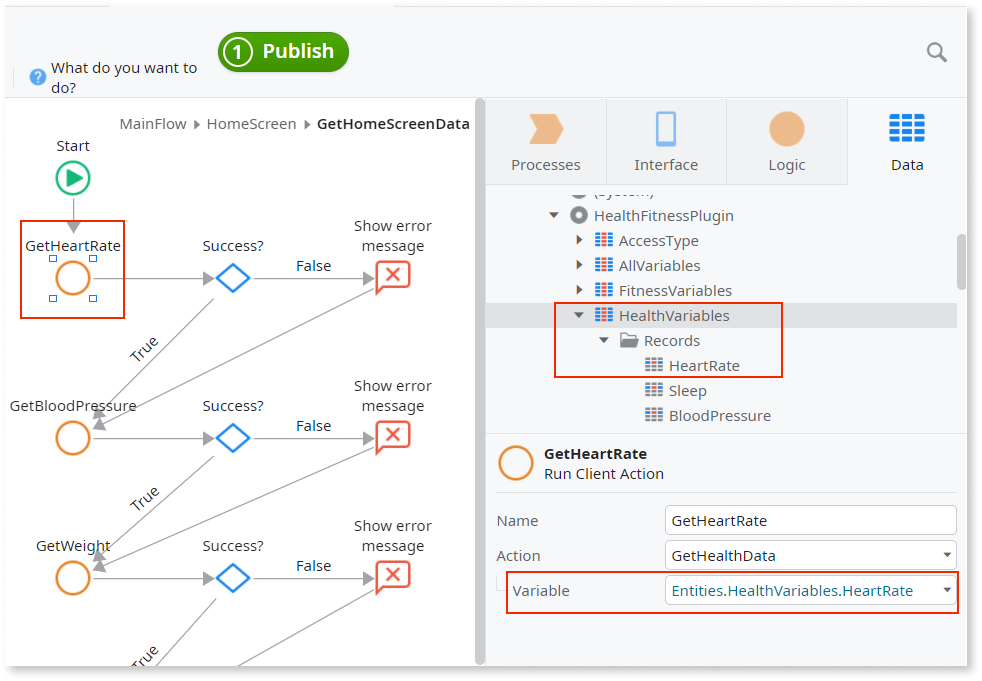 1 Publish
What do you want to
do?
MainFlow HomeScreen GetHomeScreenData
Start
GetHeartRate
Success?
False
Show error
message
True
GetBloodPressure
Success?
False
Show error
message
True
GetWeight
Success?
False
Show error
message
True
Processes
Interface
Logic
Data
(System)
HealthFitnessPlugin
AccessType
AllVariables
FitnessVariables
HealthVariables
Records
HeartRate
Sleep
BloodPressure
GetHeartRate
Run Client Action
Name GetHeartRate
Action GetHealthData
Variable Entities.HealthVariables.HeartRate